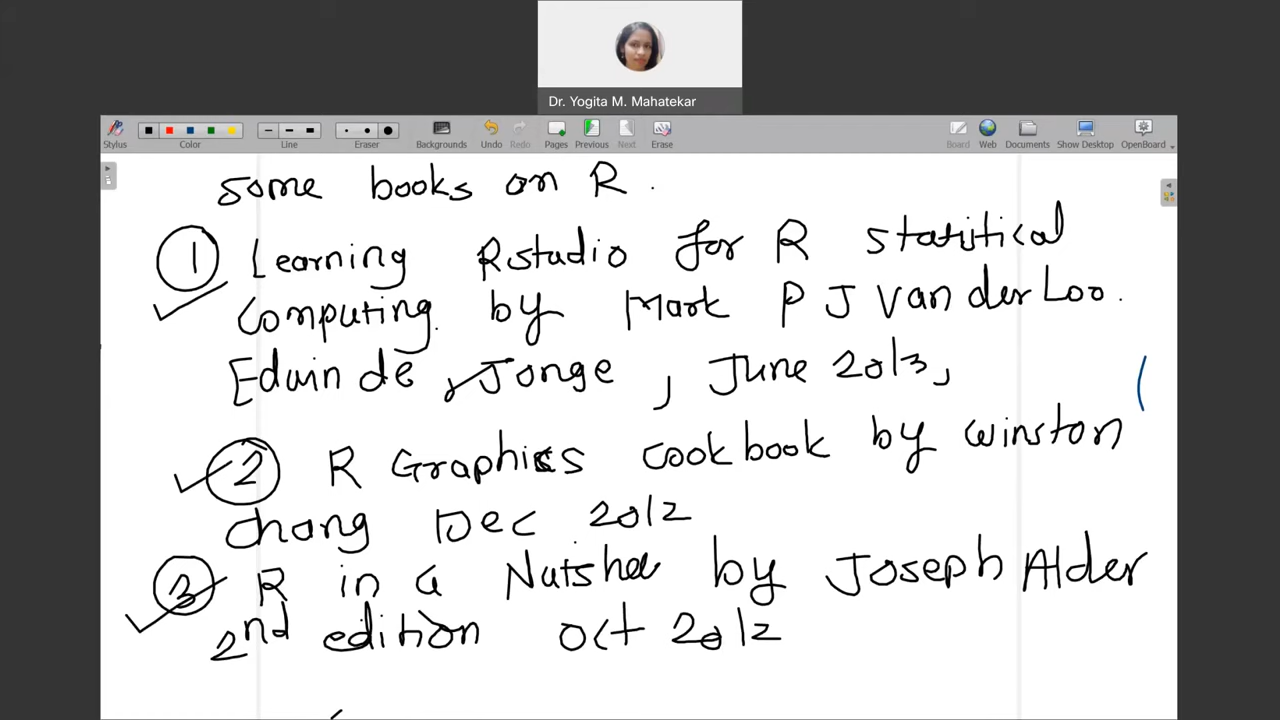 Dr. Yogita M. Mahatekar
Stylus Color Line Eraser Backgrounds Undo Redo Pages Previous Next Erase Board Web Documents Show Desktop OpenBoard
some books on R.
1 Learning Rstudio for R statistical
Computing. by Mark P J Van der Loo.
Edwin de Jonge, June 2013,
2 R Graphics cookbook by winston
chang Dec 2012
3 R in a Nutshell by Joseph Alder
2nd edition oct 2012